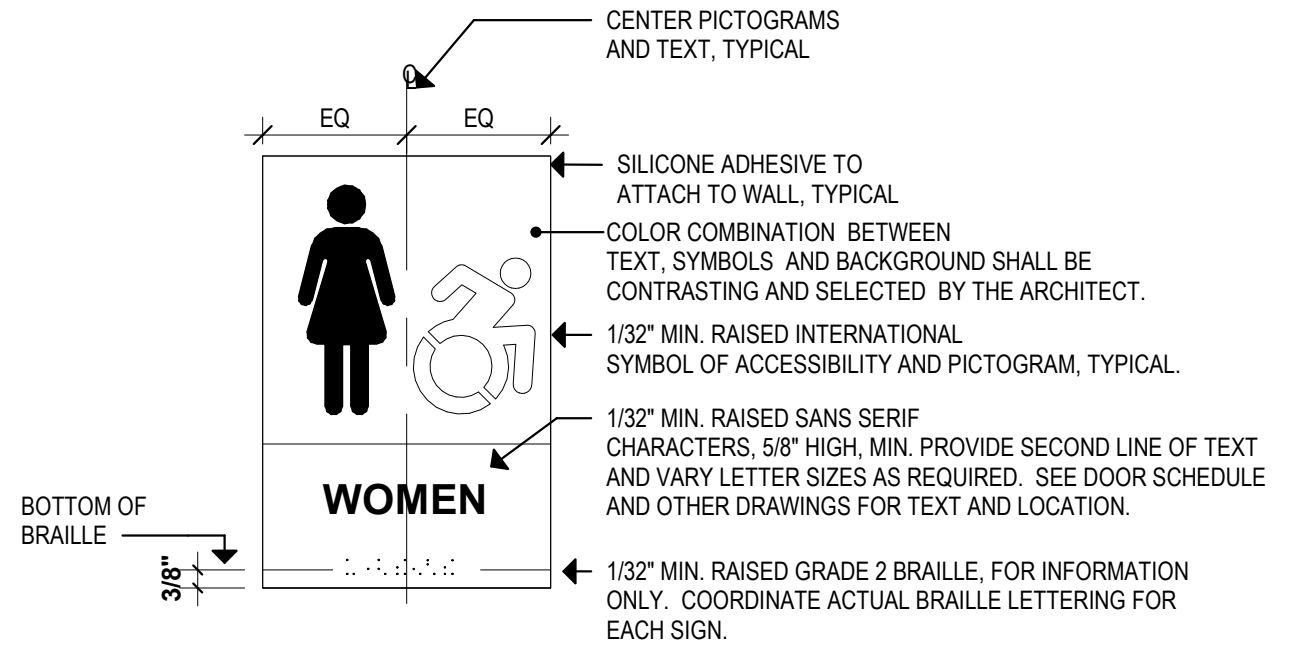 CENTER PICTOGRAMS
AND TEXT, TYPICAL
EQ
EQ
SILICONE ADHESIVE TO
ATTACH TO WALL, TYPICAL
COLOR COMBINATION BETWEEN
TEXT, SYMBOLS AND BACKGROUND SHALL BE
CONTRASTING AND SELECTED BY THE ARCHITECT.
1/32" MIN. RAISED INTERNATIONAL
SYMBOL OF ACCESSIBILITY AND PICTOGRAM, TYPICAL.
1/32" MIN. RAISED SANS SERIF
CHARACTERS, 5/8" HIGH, MIN. PROVIDE SECOND LINE OF TEXT
AND VARY LETTER SIZES AS REQUIRED. SEE DOOR SCHEDULE
AND OTHER DRAWINGS FOR TEXT AND LOCATION.
WOMEN
BOTTOM OF
BRAILLE
3/8"
1/32" MIN. RAISED GRADE 2 BRAILLE, FOR INFORMATION
ONLY. COORDINATE ACTUAL BRAILLE LETTERING FOR
EACH SIGN.